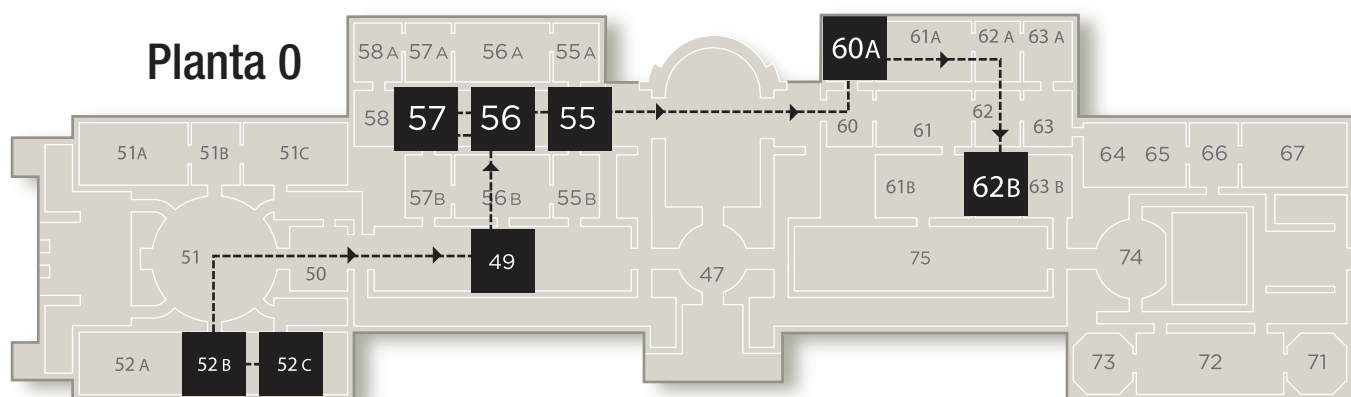 Planta 0
58 A 57 A 56 A 55 A
60A 61A 62 A 63 A
58 57 56 55
60 61 62 63
51A 51B 51C
57B 56 B 55 B
61B 62B 63 B
64 65 66 67
51 50 49 47 75 74
52 A 52 B 52 C
73 72 71